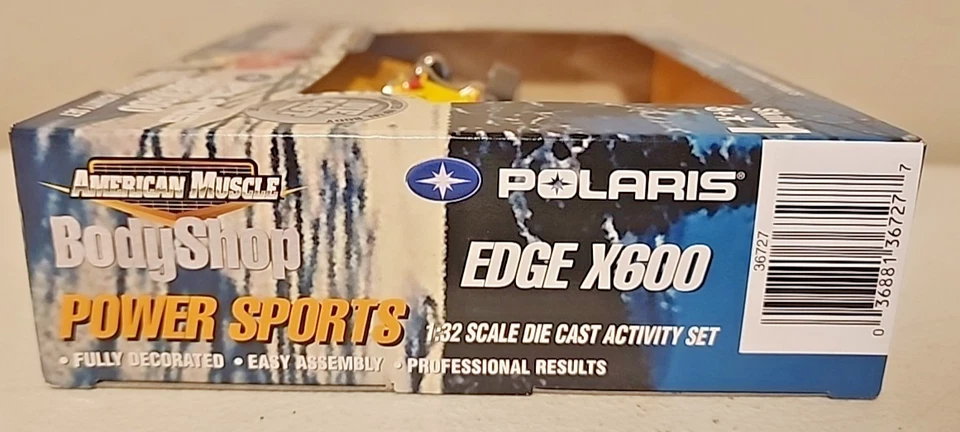 AMERICAN MUSCLE
BodyShop
POWER SPORTS
• FULLY DECORATED • EASY ASSEMBLY • PROFESSIONAL RESULTS
POLARIS®
EDGE X600
1:32 SCALE DIE CAST ACTIVITY SET
36727
0 36881 36727 7